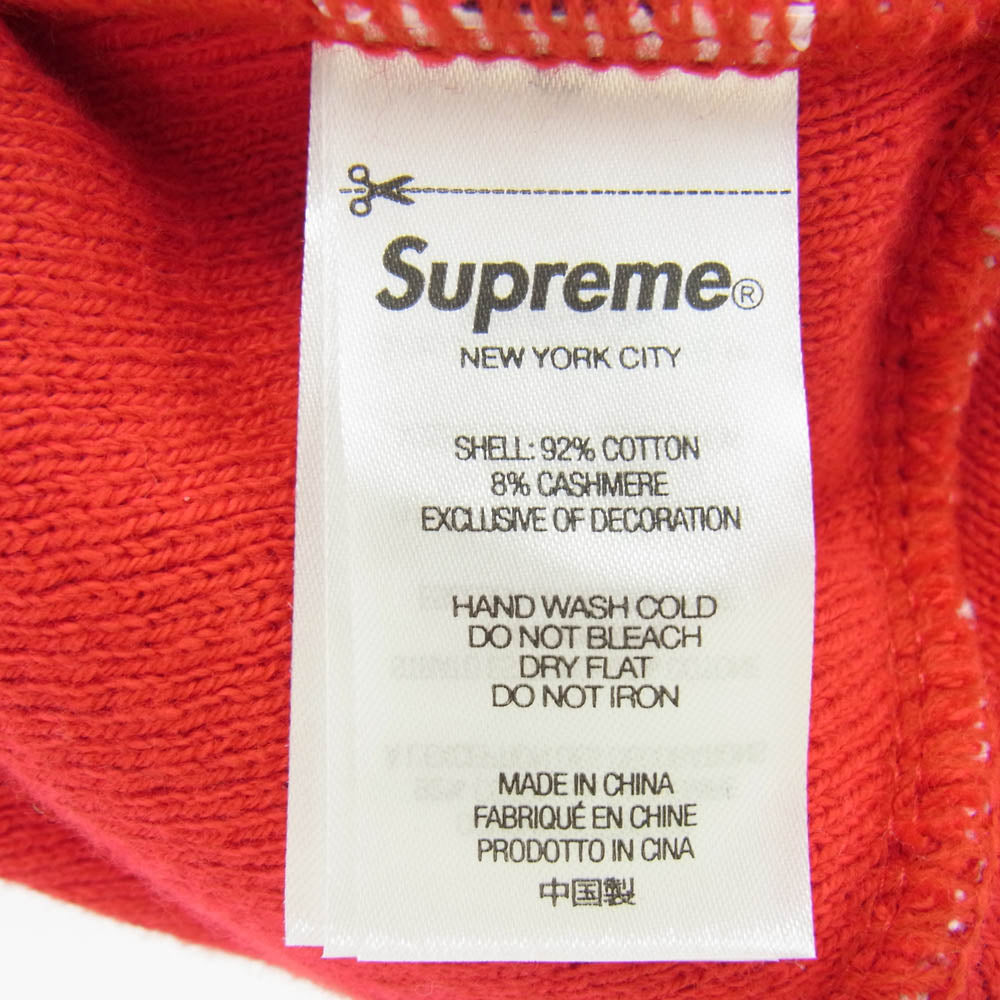 Supreme®
NEW YORK CITY
SHELL: 92% COTTON
8% CASHMERE
EXCLUSIVE OF DECORATION
HAND WASH COLD
DO NOT BLEACH
DRY FLAT
DO NOT IRON
MADE IN CHINA
FABRIQUÉ EN CHINE
PRODOTTO IN CINA
中国製